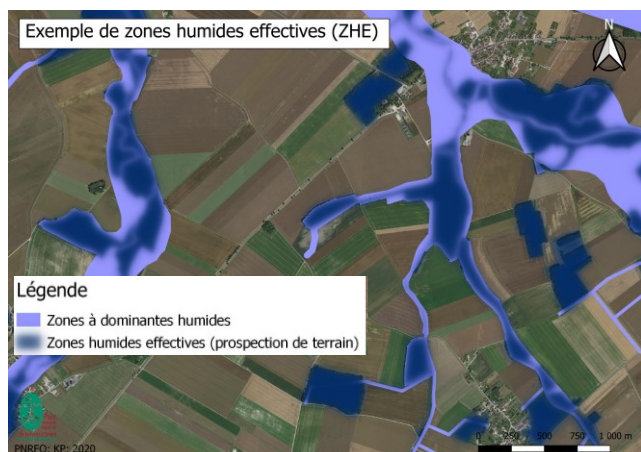 Exemple de zones humides effectives (ZHE)
N
Légende
Zones à dominantes humides
Zones humides effectives (prospection de terrain)
PNRFO; KP; 2020
0 250 500 750 1 000 m